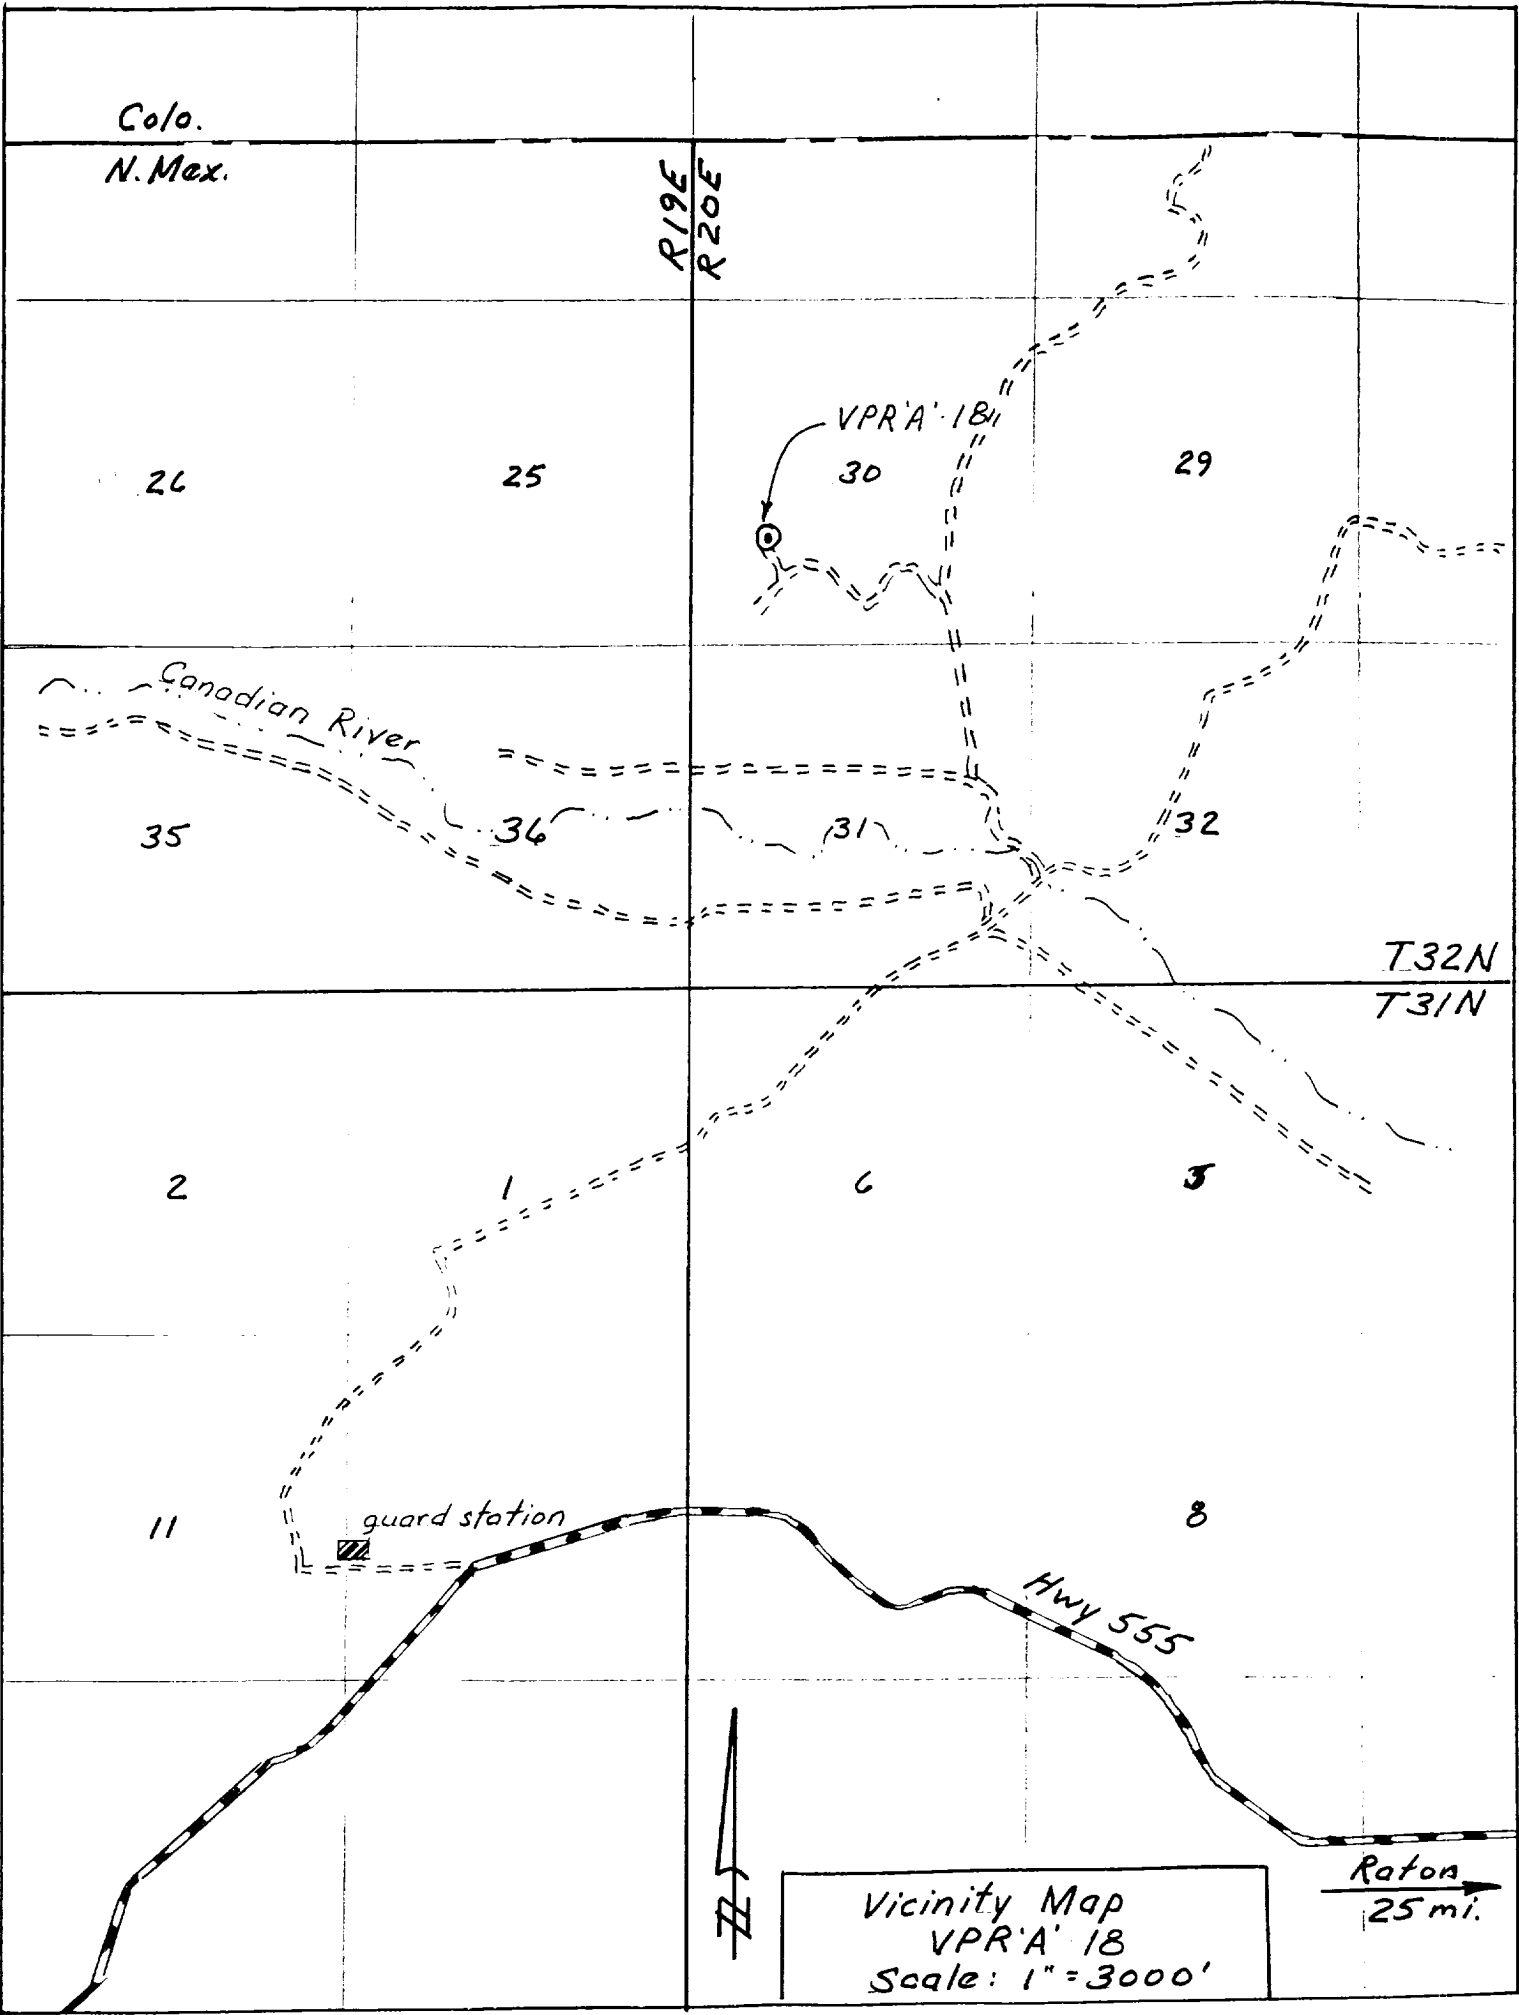 Colo.
N. Mex.
R19E
R20E
VPR 'A' 18
26
25
30
29
Canadian River
35
36
31
32
T32N
T31N
2
1
6
5
11
guard station
8
Hwy 555
Raton
25 mi.
N
Vicinity Map
VPR 'A' 18
Scale: 1" = 3000'